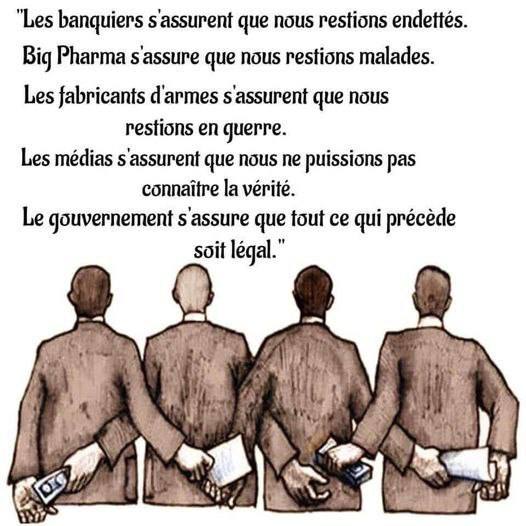 "Les banquiers s'assurent que nous restions endettés.
Big Pharma s'assure que nous restions malades.
Les fabricants d'armes s'assurent que nous
restions en guerre.
Les médias s'assurent que nous ne puissions pas
connaître la vérité.
Le gouvernement s'assure que tout ce qui précède
soit légal."